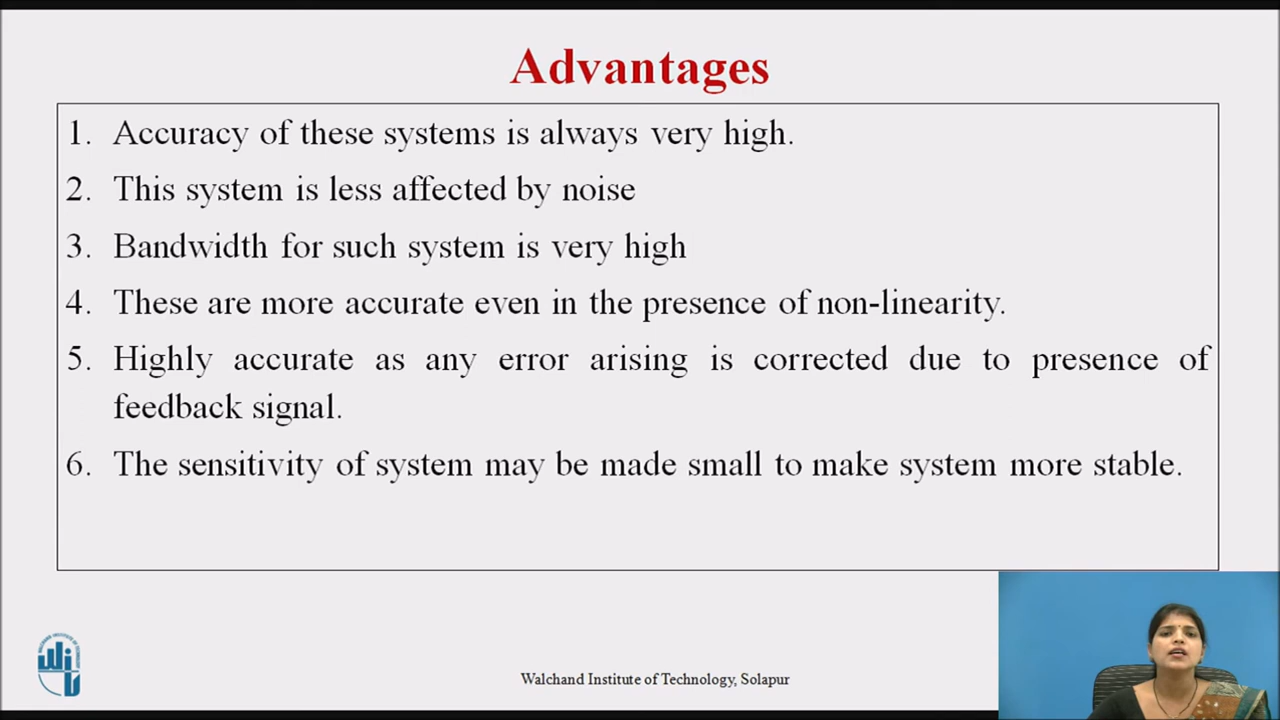 Advantages
1. Accuracy of these systems is always very high.
2. This system is less affected by noise
3. Bandwidth for such system is very high
4. These are more accurate even in the presence of non-linearity.
5. Highly accurate as any error arising is corrected due to presence of
feedback signal.
6. The sensitivity of system may be made small to make system more stable.
Walchand Institute of Technology, Solapur